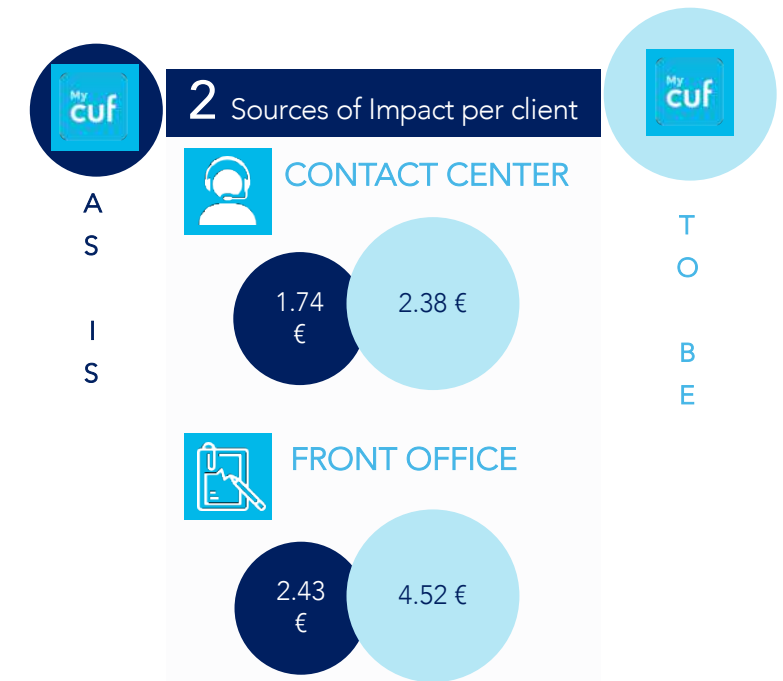 My
cuf
2 Sources of Impact per client
My
cuf
A
S
I
S
CONTACT CENTER
1.74
€
2.38 €
T
O
B
E
FRONT OFFICE
2.43
€
4.52 €